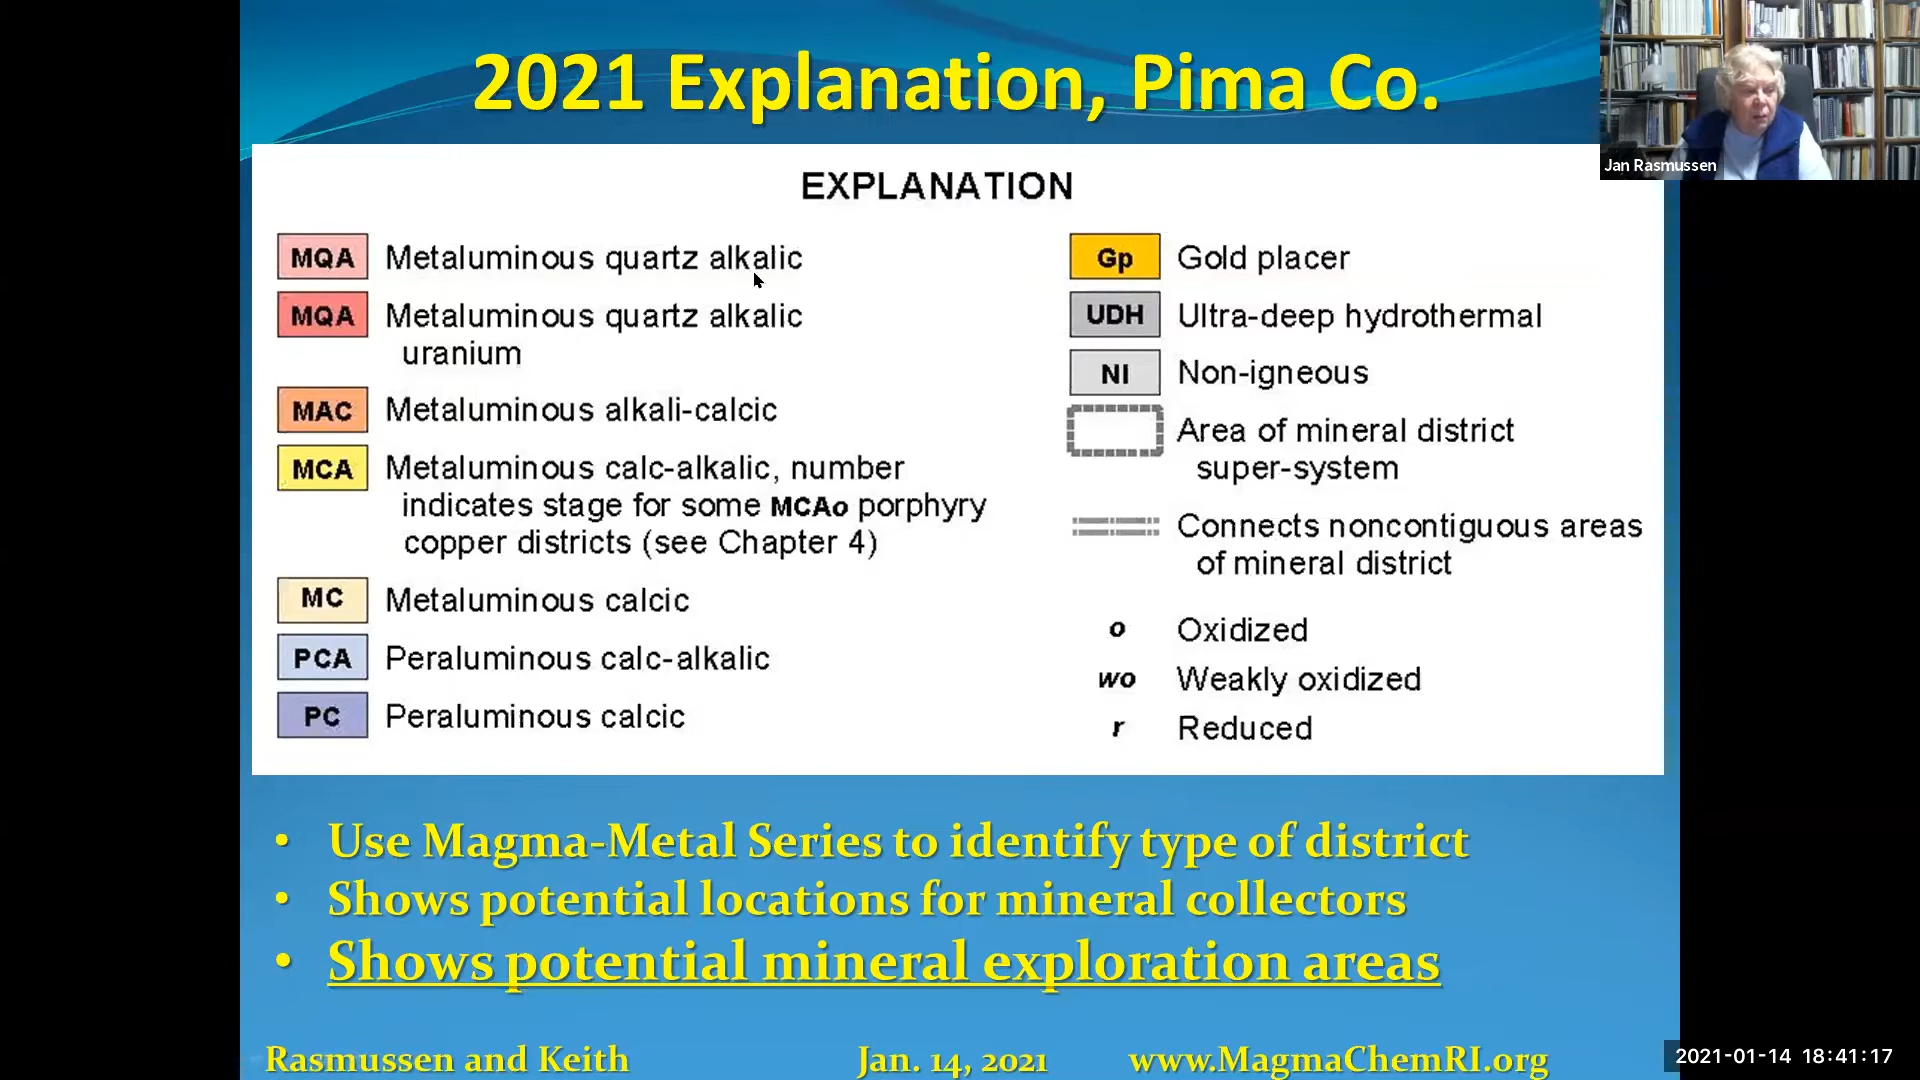 2021 Explanation, Pima Co.
Jan Rasmussen
EXPLANATION
MQA Metaluminous quartz alkalic
MQA Metaluminous quartz alkalic
uranium
MAC Metaluminous alkali-calcic
MCA Metaluminous calc-alkalic, number
indicates stage for some MCAo porphyry
copper districts (see Chapter 4)
MC Metaluminous calcic
PCA Peraluminous calc-alkalic
PC Peraluminous calcic
Gp Gold placer
UDH Ultra-deep hydrothermal
NI Non-igneous
Area of mineral district
super-system
Connects noncontiguous areas
of mineral district
o Oxidized
wo Weakly oxidized
r Reduced
• Use Magma-Metal Series to identify type of district
• Shows potential locations for mineral collectors
• Shows potential mineral exploration areas
Rasmussen and Keith Jan. 14, 2021 www.MagmaChemRI.org
2021-01-14 18:41:17